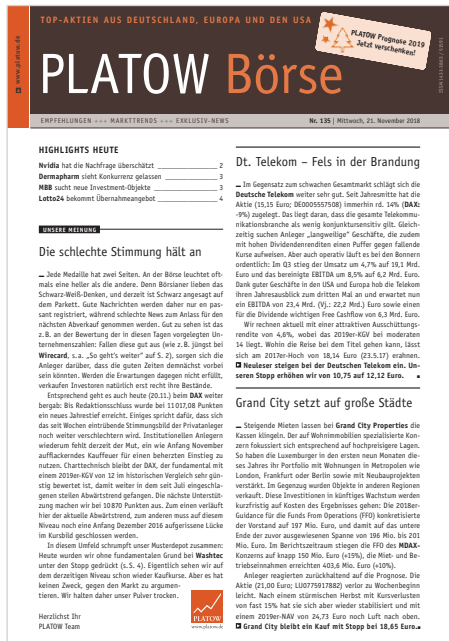 TOP-AKTIEN AUS DEUTSCHLAND, EUROPA UND DEN USA
PLATOW Prognose 2019
Jetzt verschenken!
www.platow.de
PLATOW Börse
EMPFEHLUNGEN +++ MARKTTRENDS +++ EXKLUSIV-NEWS
Nr. 135 | Mittwoch, 21. November 2018
HIGHLIGHTS HEUTE
Nvidia hat die Nachfrage überschätzt 2
Dermapharm sieht Konkurrenz gelassen 3
MBB sucht neue Investment-Objekte 3
Lotto24 bekommt Übernahmeangebot 4
UNSERE MEINUNG
Die schlechte Stimmung hält an
Jede Medaille hat zwei Seiten. An der Börse leuchtet oft-
mals eine heller als die andere. Denn Börsianer lieben das
Schwarz-Weiß-Denken, und derzeit ist Schwarz angesagt auf
dem Parkett. Gute Nachrichten werden daher nur en pas-
sant registriert, während schlechte News zum Anlass für den
nächsten Abverkauf genommen werden. Gut zu sehen ist das
z.B. an der Bewertung der in diesen Tagen vorgelegten Un-
ternehmenszahlen: Fallen diese gut aus (wie z.B. jüngst bei
Wirecard, s.a. „So geht's weiter“ auf S. 2), sorgen sich die
Anleger darüber, dass die guten Zeiten demnächst vorbei
sein könnten. Werden die Erwartungen dagegen nicht erfüllt,
verkaufen Investoren natürlich erst recht ihre Bestände.
Entsprechend geht es auch heute (20.11.) beim DAX weiter
bergab: Bis Redaktionsschluss wurde bei 11 017,08 Punkten
ein neues Jahrestief erreicht. Einiges spricht dafür, dass sich
das seit Wochen eintrübende Stimmungsbild der Privatanleger
noch weiter verschlechtern wird. Institutionellen Anlegern
wiederum fehlt derzeit der Mut, ein wie Anfang November
aufflackerndes Kauffeuer für einen beherzten Einstieg zu
nutzen. Charttechnisch bleibt der DAX, der fundamental mit
einem 2019er-KGV von 12 im historischen Vergleich sehr gün-
stig bewertet ist, damit weiter in dem seit Juli eingeschla-
genen steilen Abwärtstrend gefangen. Die nächste Unterstüt-
zung machen wir bei 10 870 Punkten aus. Zum einen verläuft
hier der aktuelle Abwärtstrend, zum anderen muss auf diesem
Niveau noch eine Anfang Dezember 2016 aufgerissene Lücke
im Kursbild geschlossen werden.
In diesem Umfeld schrumpft unser Musterdepot zusammen:
Heute wurden wir ohne fundamentalen Grund bei Washtec
unter den Stopp gedrückt (s.S. 4). Eigentlich sehen wir auf
dem derzeitigen Niveau schon wieder Kaufkurse. Aber es hat
keinen Zweck, gegen den Markt zu argumen-
tieren. Wir halten daher unser Pulver trocken.
Herzlichst Ihr
PLATOW Team
PLATOW
www.platow.de
Dt. Telekom – Fels in der Brandung
Im Gegensatz zum schwachen Gesamtmarkt schlägt sich die
Deutsche Telekom weiter sehr gut. Seit Jahresmitte hat die
Aktie (15,15 Euro; DE0005557508) immerhin rd. 14% (DAX:
-9%) zugelegt. Das liegt daran, dass die gesamte Telekommu-
nikationsbranche als wenig konjunktursensitiv gilt. Gleich-
zeitig suchen Anleger „langweilige“ Geschäfte, die zudem
mit hohen Dividendenrenditen einen Puffer gegen fallende
Kurse aufweisen. Aber auch operativ läuft es bei den Bonnern
ordentlich: Im Q3 stieg der Umsatz um 4,7% auf 19,1 Mrd.
Euro und das bereinigte EBITDA um 8,5% auf 6,2 Mrd. Euro.
Dank guter Geschäfte in den USA und Europa hob die Telekom
ihren Jahresausblick zum dritten Mal an und erwartet nun
ein EBITDA von 23,4 Mrd. (Vj.: 22,2 Mrd.) Euro sowie einen
für die Dividende wichtigen Free Cashflow von 6,3 Mrd. Euro.
Wir rechnen aktuell mit einer attraktiven Ausschüttungs-
rendite von 4,6%, wobei das 2019er-KGV bei moderaten
14 liegt. Wohin die Reise bei dem Titel gehen kann, lässt
sich am 2017er-Hoch von 18,14 Euro (23.5.17) erahnen.
Neuleser steigen bei der Deutschen Telekom ein. Un-
seren Stopp erhöhen wir von 10,75 auf 12,12 Euro.
Grand City setzt auf große Städte
Steigende Mieten lassen bei Grand City Properties die
Kassen klingeln. Der auf Wohnimmobilien spezialisierte Kon-
zern fokussiert sich entsprechend auf hochpreisigere Lagen.
So haben die Luxemburger in den ersten neun Monaten die-
ses Jahres ihr Portfolio mit Wohnungen in Metropolen wie
London, Frankfurt oder Berlin sowie mit Neubauprojekten
verstärkt. Im Gegenzug wurden Objekte in anderen Regionen
verkauft. Diese Investitionen in künftiges Wachstum werden
kurzfristig auf Kosten des Ergebnisses gehen: Die 2018er-
Guidance für die Funds From Operations (FFO) konkretisierte
der Vorstand auf 197 Mio. Euro, und damit auf das untere
Ende der zuvor ausgewiesenen Spanne von 196 Mio. bis 201
Mio. Euro. Im Berichtszeitraum stiegen die FFO des MDAX-
Konzerns auf knapp 150 Mio. Euro (+15%), die Miet- und Be-
triebseinnahmen erreichten 403,6 Mio. Euro (+10%).
Anleger reagierten zurückhaltend auf die Prognose. Die
Aktie (21,00 Euro; LU0775917882) verlor zu Wochenbeginn
leicht. Nach einem stürmischen Herbst mit Kursverlusten
von fast 15% hat sie sich aber wieder stabilisiert und mit
einem 2019er-NAV von 24,73 Euro noch Luft nach oben.
Grand City bleibt ein Kauf mit Stopp bei 18,65 Euro.